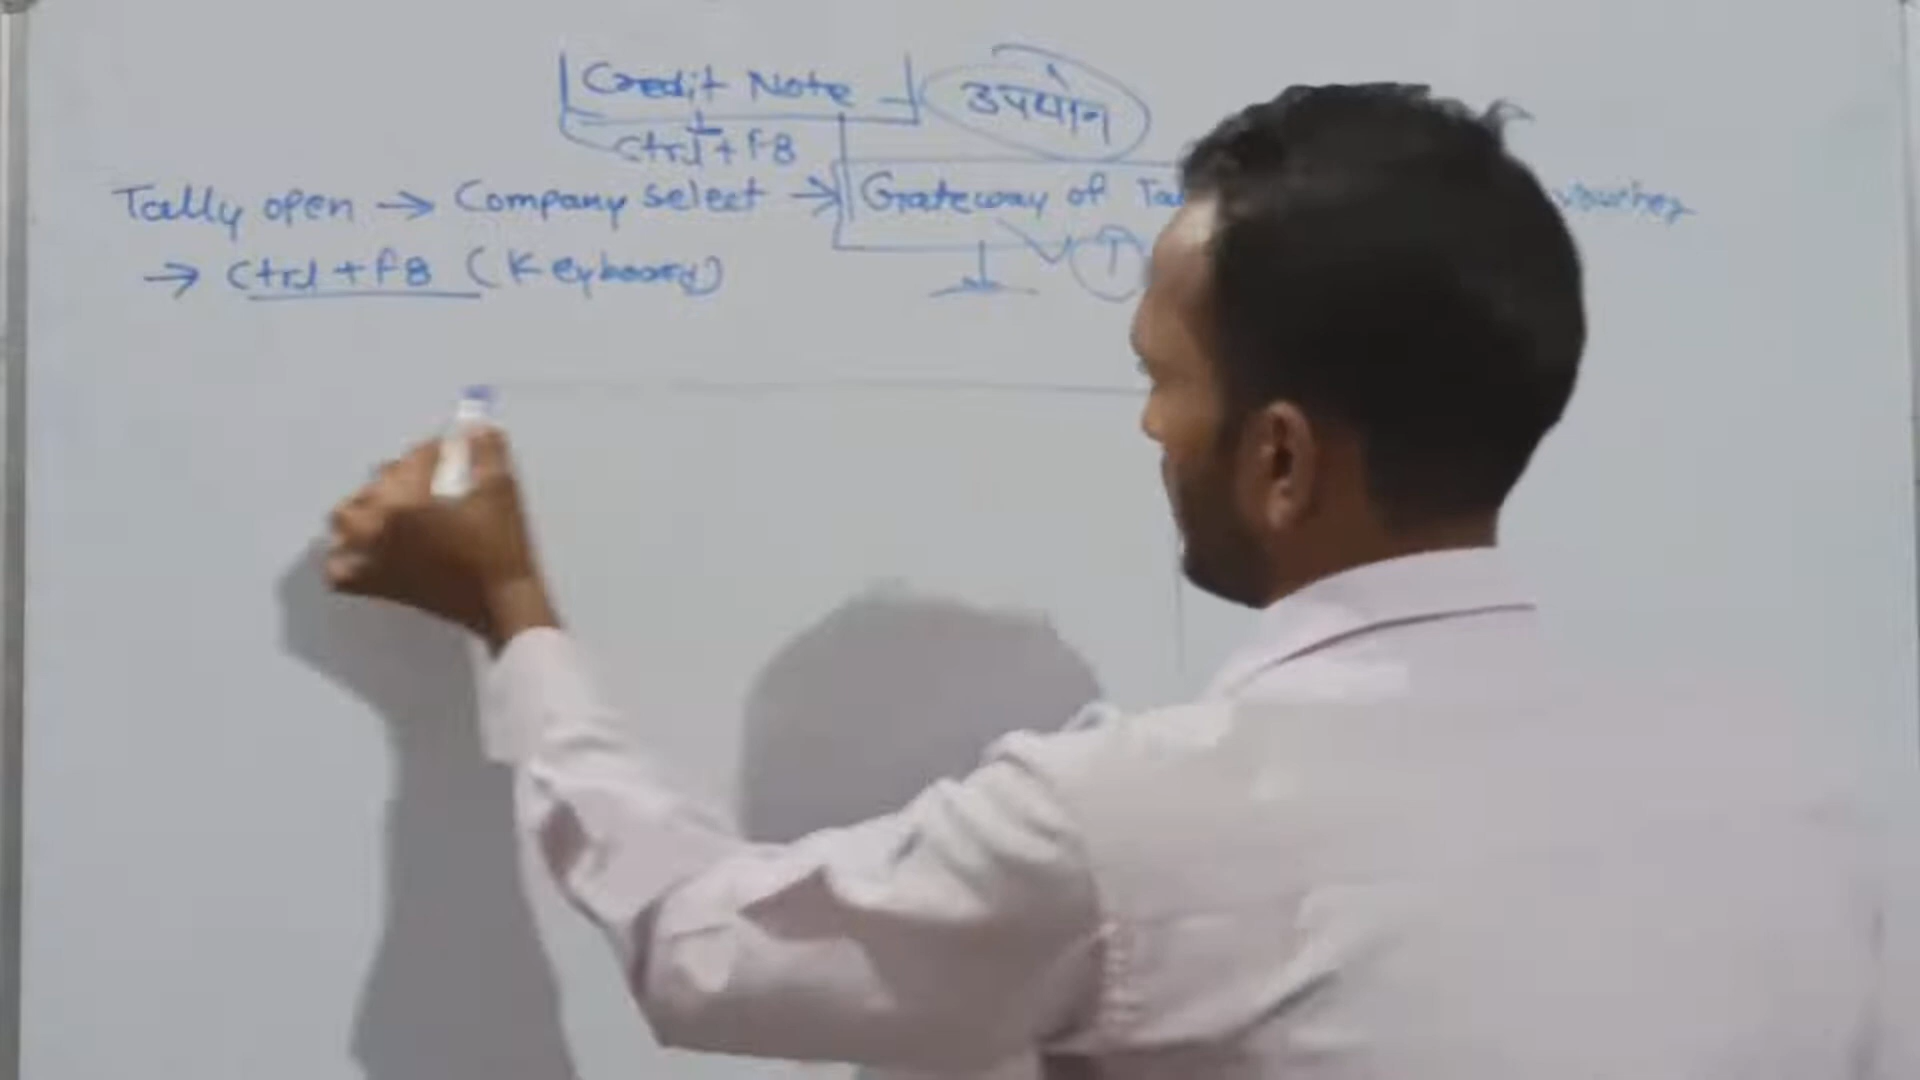 Credit Note उपयोग
Ctrl + F8
Tally open → Company select → Gateway of
→ Ctrl + F8 (Keyboard)